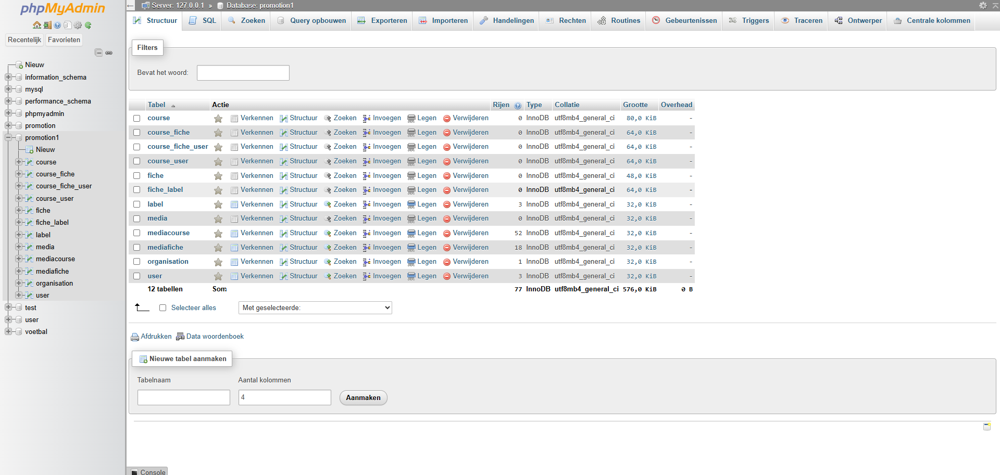 phpMyAdmin
Recentelijk Favorieten
Nieuw
information_schema
mysql
performance_schema
phpmyadmin
promotion
promotion1
Nieuw
course
course_fiche
course_fiche_user
course_user
fiche
fiche_label
label
media
mediacourse
mediafiche
organisation
user
test
user
voetbal
Server: 127.0.0.1 » Database: promotion1
Structuur SQL Zoeken Query opbouwen Exporteren Importeren Handelingen Rechten Routines Gebeurtenissen Triggers Traceren Ontwerper Centrale kolommen
Filters
Bevat het woord:
Tabel Actie Rijen Type Collatie Grootte Overhead
course Verkennen Structuur Zoeken Invoegen Legen Verwijderen 0 InnoDB utf8mb4_general_ci 80,0 KiB -
course_fiche Verkennen Structuur Zoeken Invoegen Legen Verwijderen 0 InnoDB utf8mb4_general_ci 64,0 KiB -
course_fiche_user Verkennen Structuur Zoeken Invoegen Legen Verwijderen 0 InnoDB utf8mb4_general_ci 64,0 KiB -
course_user Verkennen Structuur Zoeken Invoegen Legen Verwijderen 0 InnoDB utf8mb4_general_ci 64,0 KiB -
fiche Verkennen Structuur Zoeken Invoegen Legen Verwijderen 0 InnoDB utf8mb4_general_ci 48,0 KiB -
fiche_label Verkennen Structuur Zoeken Invoegen Legen Verwijderen 0 InnoDB utf8mb4_general_ci 64,0 KiB -
label Verkennen Structuur Zoeken Invoegen Legen Verwijderen 3 InnoDB utf8mb4_general_ci 32,0 KiB -
media Verkennen Structuur Zoeken Invoegen Legen Verwijderen 0 InnoDB utf8mb4_general_ci 32,0 KiB -
mediacourse Verkennen Structuur Zoeken Invoegen Legen Verwijderen 52 InnoDB utf8mb4_general_ci 32,0 KiB -
mediafiche Verkennen Structuur Zoeken Invoegen Legen Verwijderen 18 InnoDB utf8mb4_general_ci 32,0 KiB -
organisation Verkennen Structuur Zoeken Invoegen Legen Verwijderen 1 InnoDB utf8mb4_general_ci 32,0 KiB -
user Verkennen Structuur Zoeken Invoegen Legen Verwijderen 3 InnoDB utf8mb4_general_ci 32,0 KiB -
12 tabellen Som 77 InnoDB utf8mb4_general_ci 576,0 KiB 0 B
Selecteer alles Met geselecteerde:
Afdrukken Data woordenboek
Nieuwe tabel aanmaken
Tabelnaam Aantal kolommen
4 Aanmaken
Console